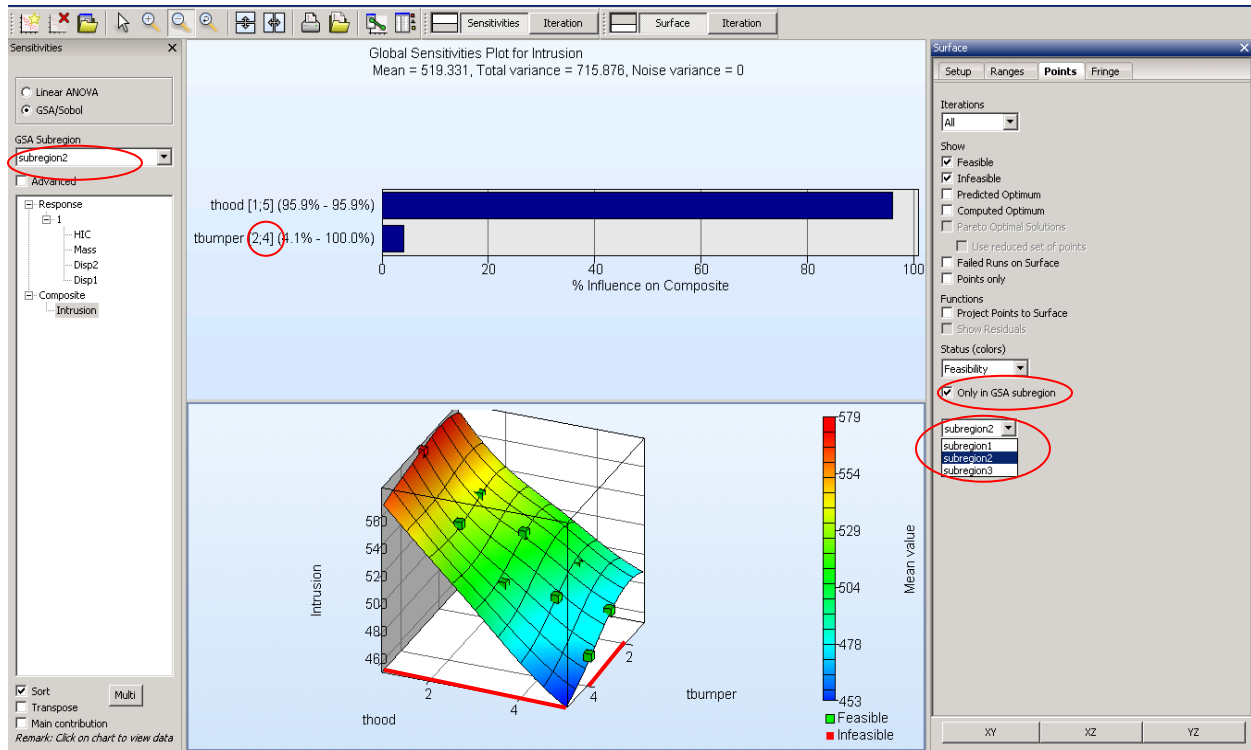 Sensitivities
Iteration
Surface
Iteration
Sensitivities
X
Linear ANOVA
GSA/Sobol
GSA Subregion
subregion2
Advanced
Response
1
HIC
Mass
Disp2
Disp1
Composite
Intrusion
Sort
Multi
Transpose
Main contribution
Remark: Click on chart to view data
Global Sensitivities Plot for Intrusion
Mean = 519.331, Total variance = 715.876, Noise variance = 0
thood [1;5] (95.9% - 95.9%)
tbumper [2;4] (4.1% - 100.0%)
0 20 40 60 80 100
% Influence on Composite
560
540
520
500
480
460
Intrusion
2
4
thood
2
4
tbumper
579
554
529
504
478
453
Mean value
Feasible
Infeasible
Surface
X
Setup Ranges Points Fringe
Iterations
All
Show
Feasible
Infeasible
Predicted Optimum
Computed Optimum
Pareto Optimal Solutions
Use reduced set of points
Failed Runs on Surface
Points only
Functions
Project Points to Surface
Show Residuals
Status (colors)
Feasibility
Only in GSA subregion
subregion2
subregion1
subregion2
subregion3
XY XZ YZ